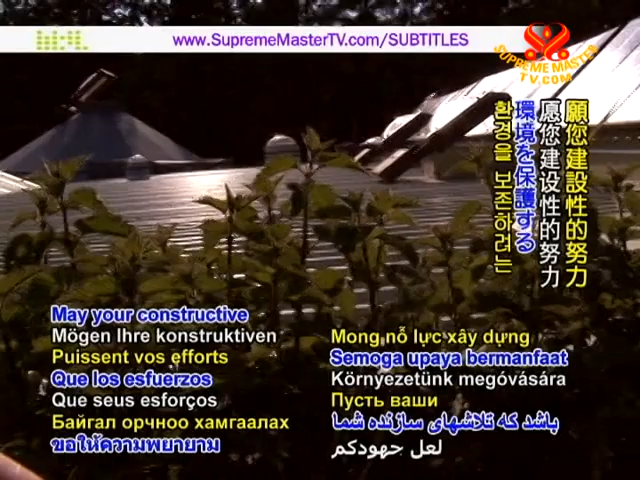 www.SupremeMasterTV.com/SUBTITLES
SUPREME MASTER
TV.COM
願您建設性的努力
愿您建设性的努力
環境を保護する
환경을 보존하려는
May your constructive
Mögen Ihre konstruktiven
Puissent vos efforts
Que los esfuerzos
Que seus esforços
Байгал орчноо хамгаалах
ขอให้ความพยายาม
Mong nỗ lực xây dựng
Semoga upaya bermanfaat
Környezetünk megóvására
Пусть ваши
باشد که تلاشهای سازنده شما
لعل جهودكم